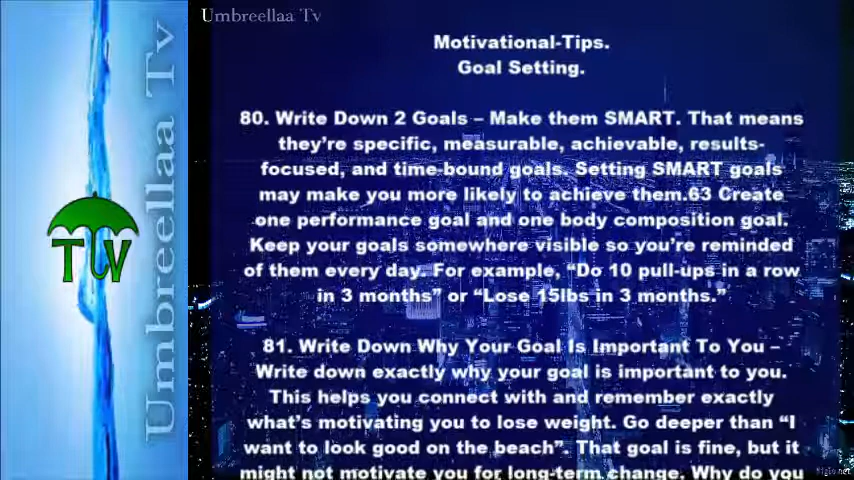 Umbreellaa Tv
Umbreellaa Tv
TV
Motivational-Tips.
Goal Setting.
80. Write Down 2 Goals – Make them SMART. That means
they’re specific, measurable, achievable, results-
focused, and time-bound goals. Setting SMART goals
may make you more likely to achieve them.63 Create
one performance goal and one body composition goal.
Keep your goals somewhere visible so you’re reminded
of them every day. For example, “Do 10 pull-ups in a row
in 3 months” or “Lose 15lbs in 3 months.”
81. Write Down Why Your Goal Is Important To You –
Write down exactly why your goal is important to you.
This helps you connect with and remember exactly
what’s motivating you to lose weight. Go deeper than “I
want to look good on the beach”. That goal is fine, but it
might not motivate you for long-term change. Why do you